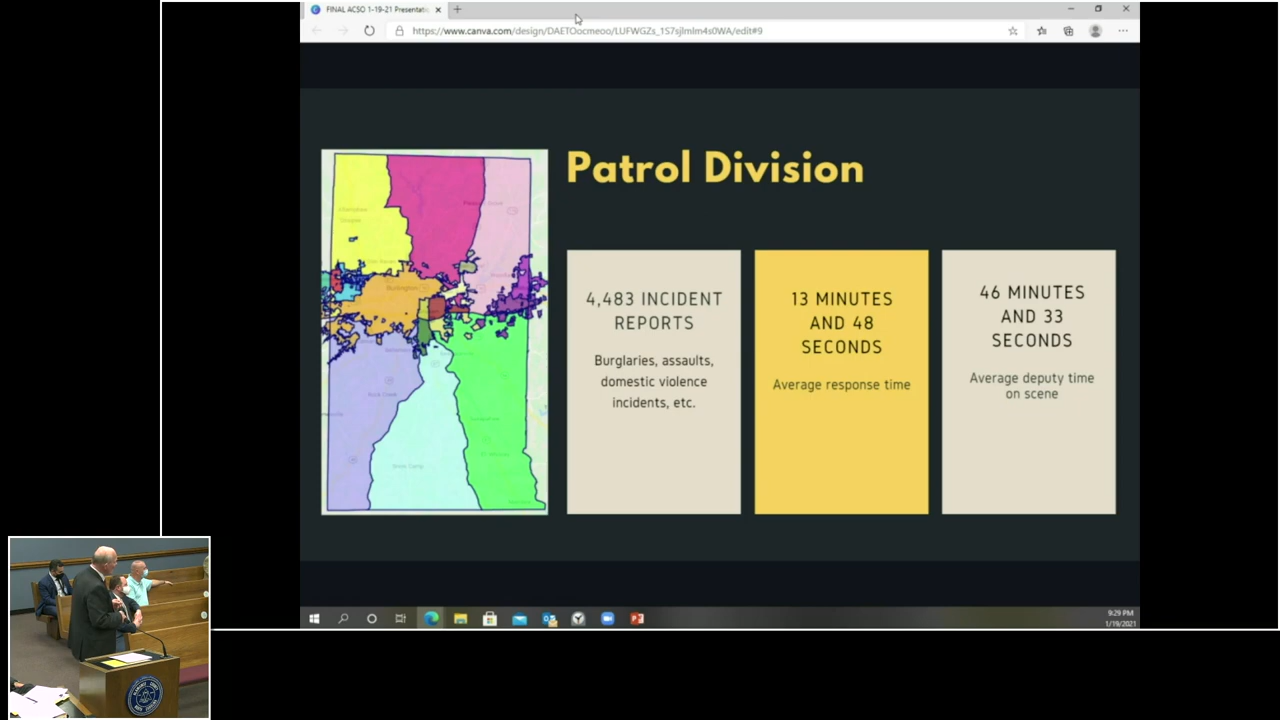 FINAL ACSO 1-19-21 Presentati
https://www.canva.com/design/DAETOocmeoo/LUFWGZs_1S7sjlmlm4s0WA/edit#9
Patrol Division
4,483 INCIDENT
REPORTS
Burglaries, assaults,
domestic violence
incidents, etc.
13 MINUTES
AND 48
SECONDS
Average response time
46 MINUTES
AND 33
SECONDS
Average deputy time
on scene
Burlington
9:29 PM
1/19/2021